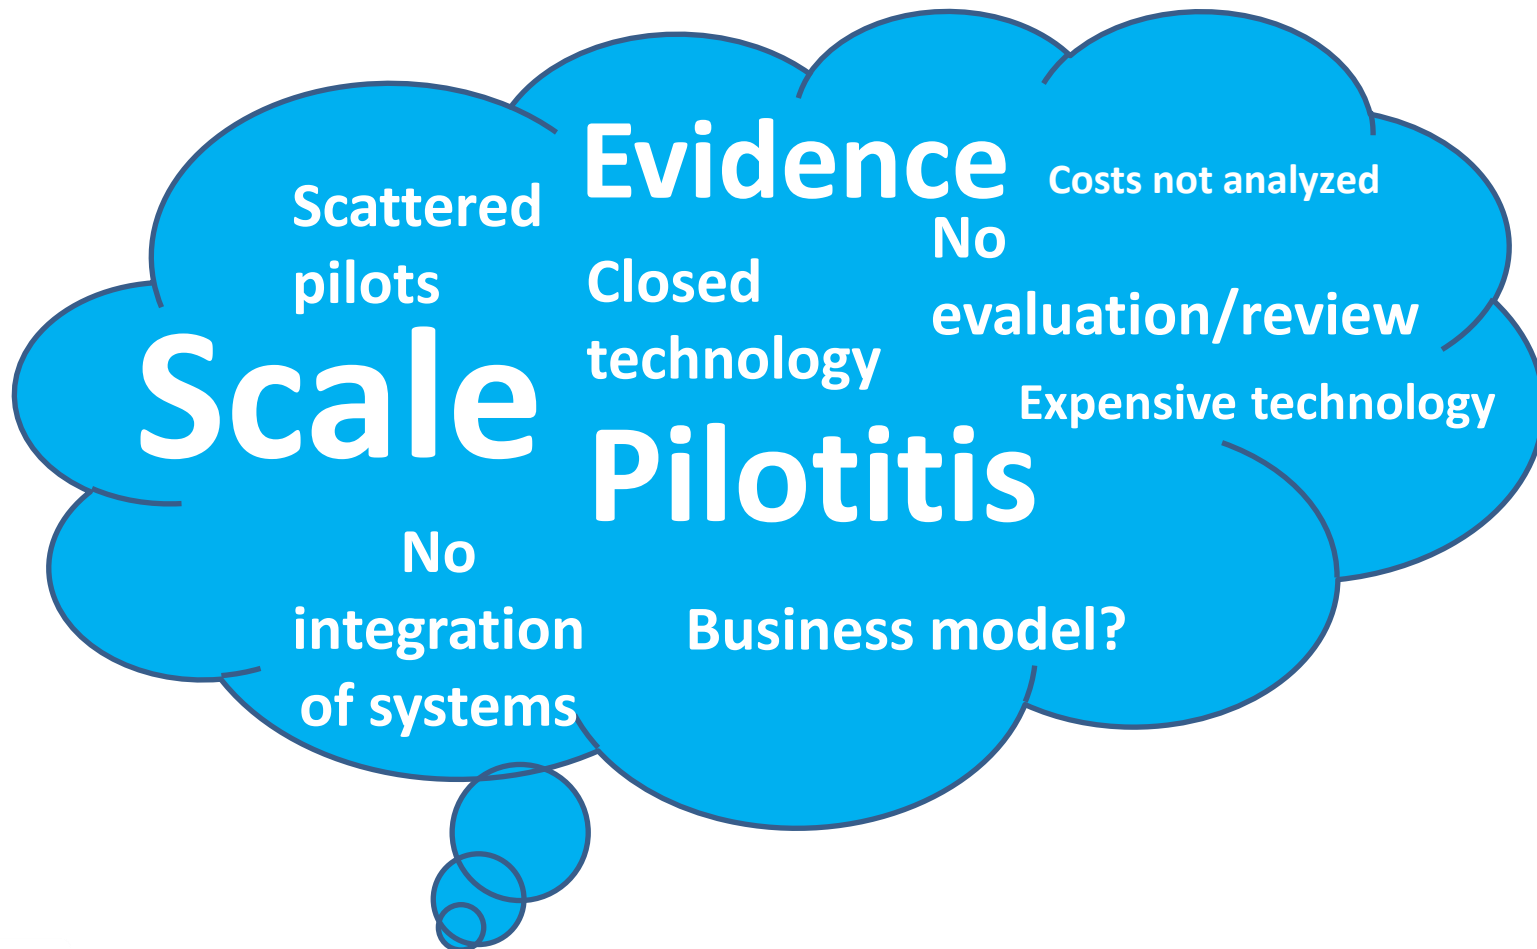 Evidence
Costs not analyzed
Scattered
pilots
No
evaluation/review
Closed
technology
Scale
Expensive technology
Pilotitis
No
integration
of systems
Business model?